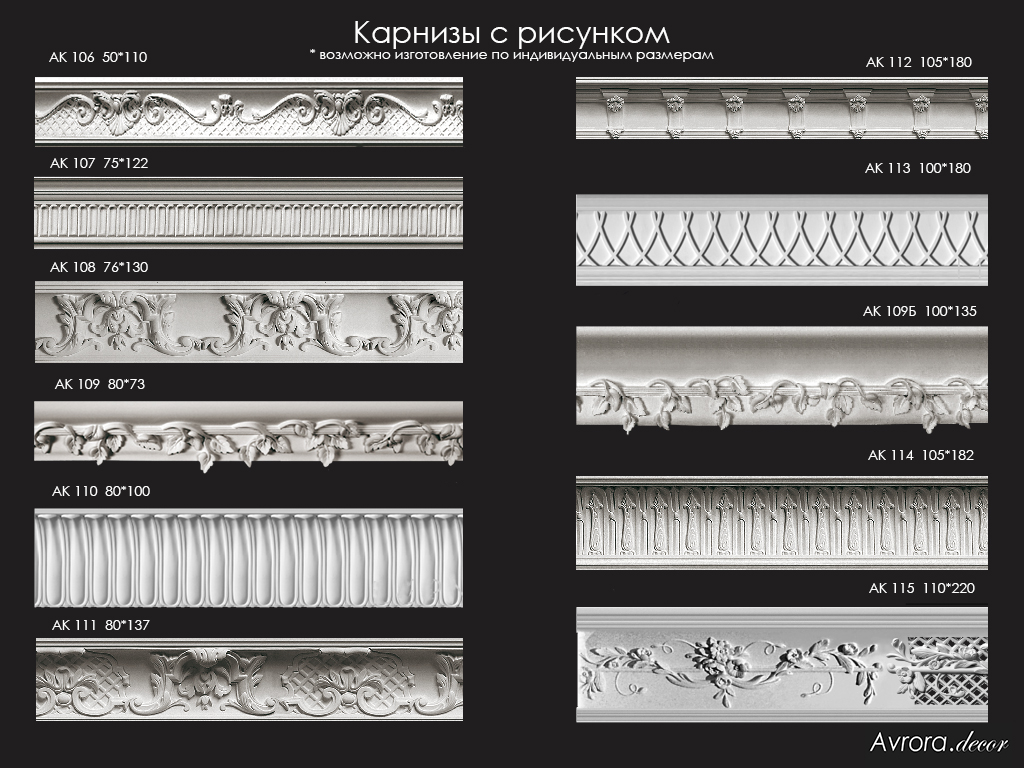 Карнизы с рисунком
* возможно изготовление по индивидуальным размерам
АК 106 50*110
АК 107 75*122
АК 108 76*130
АК 109 80*73
АК 110 80*100
АК 111 80*137
АК 112 105*180
АК 113 100*180
АК 109Б 100*135
АК 114 105*182
АК 115 110*220
Avrora.decor